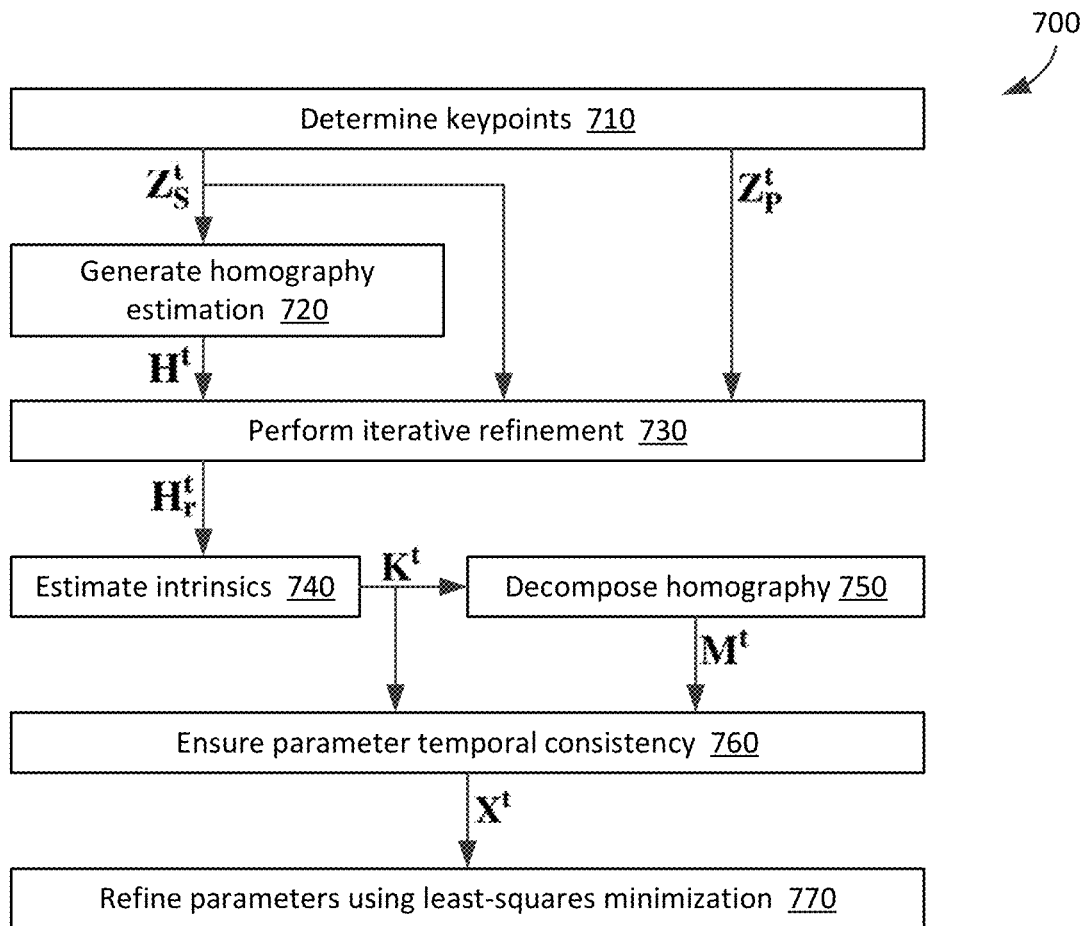 700
Determine keypoints 710
Z_S^t
Z_P^t
Generate homography
estimation 720
H^t
Perform iterative refinement 730
H_r^t
K^t
Estimate intrinsics 740
Decompose homography 750
M^t
Ensure parameter temporal consistency 760
X^t
Refine parameters using least-squares minimization 770